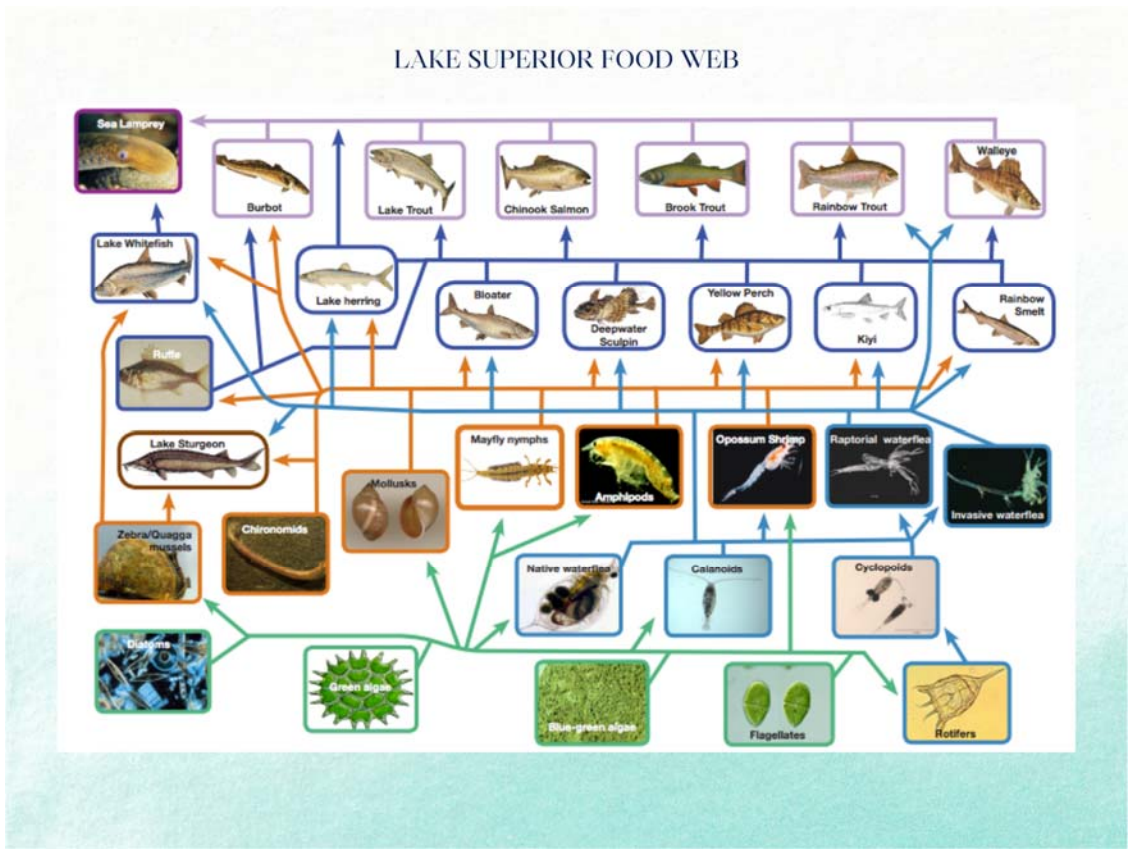 LAKE SUPERIOR FOOD WEB
Sea Lamprey
Burbot
Lake Trout
Chinook Salmon
Brook Trout
Rainbow Trout
Walleye
Lake Whitefish
Lake herring
Bloater
Deepwater
Sculpin
Yellow Perch
Kiyi
Rainbow
Smelt
Ruffe
Lake Sturgeon
Mayfly nymphs
Amphipods
Opossum Shrimp
Raptorial waterflea
Invasive waterflea
Mollusks
Zebra/Quagga
mussels
Chironomids
Native waterflea
Calanoids
Cyclopoids
Diatoms
Green algae
Blue-green algae
Flagellates
Rotifers